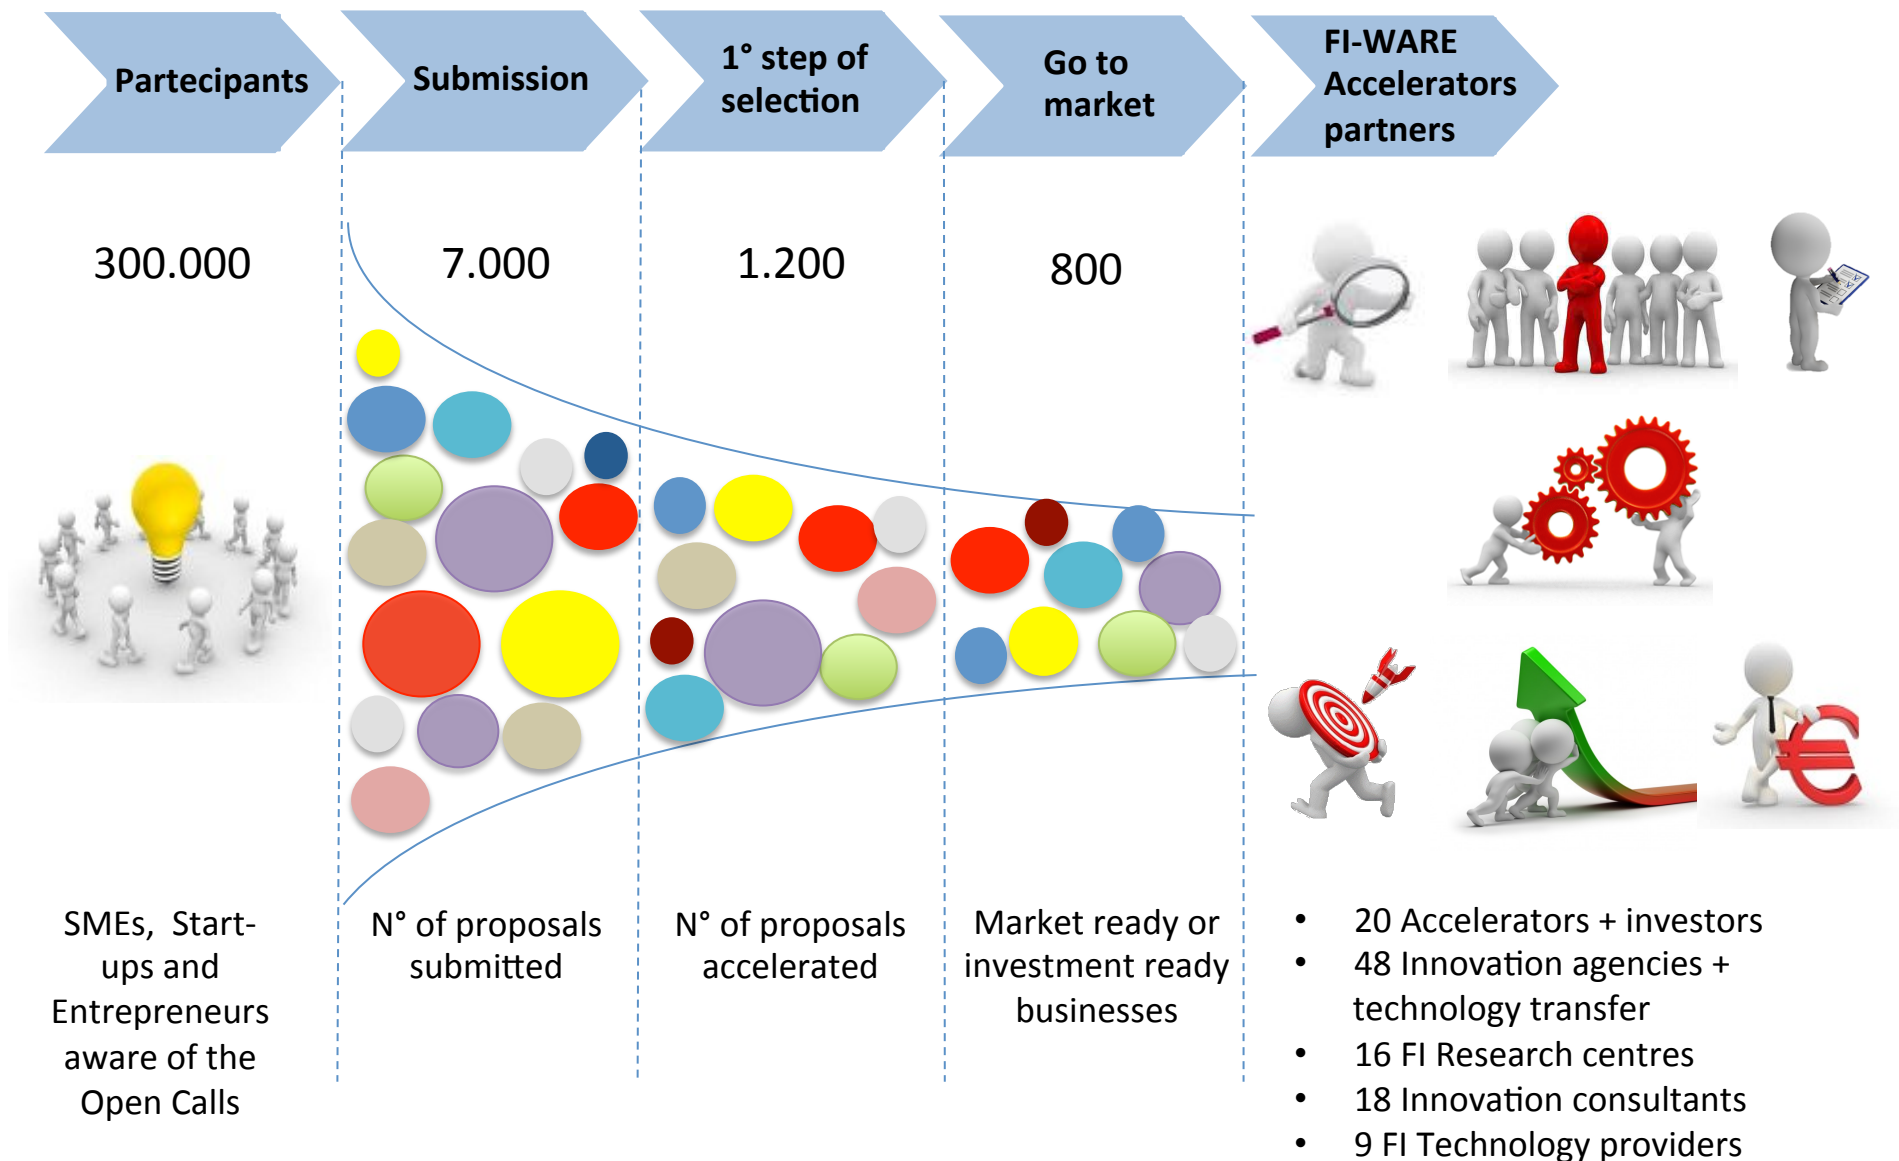 Partecipants
Submission
1° step of
selection
Go to
market
FI-WARE
Accelerators
partners
300.000
7.000
1.200
800
SMEs, Start-
ups and
Entrepreneurs
aware of the
Open Calls
N° of proposals
submitted
N° of proposals
accelerated
Market ready or
investment ready
businesses
• 20 Accelerators + investors
• 48 Innovation agencies +
technology transfer
• 16 FI Research centres
• 18 Innovation consultants
• 9 FI Technology providers